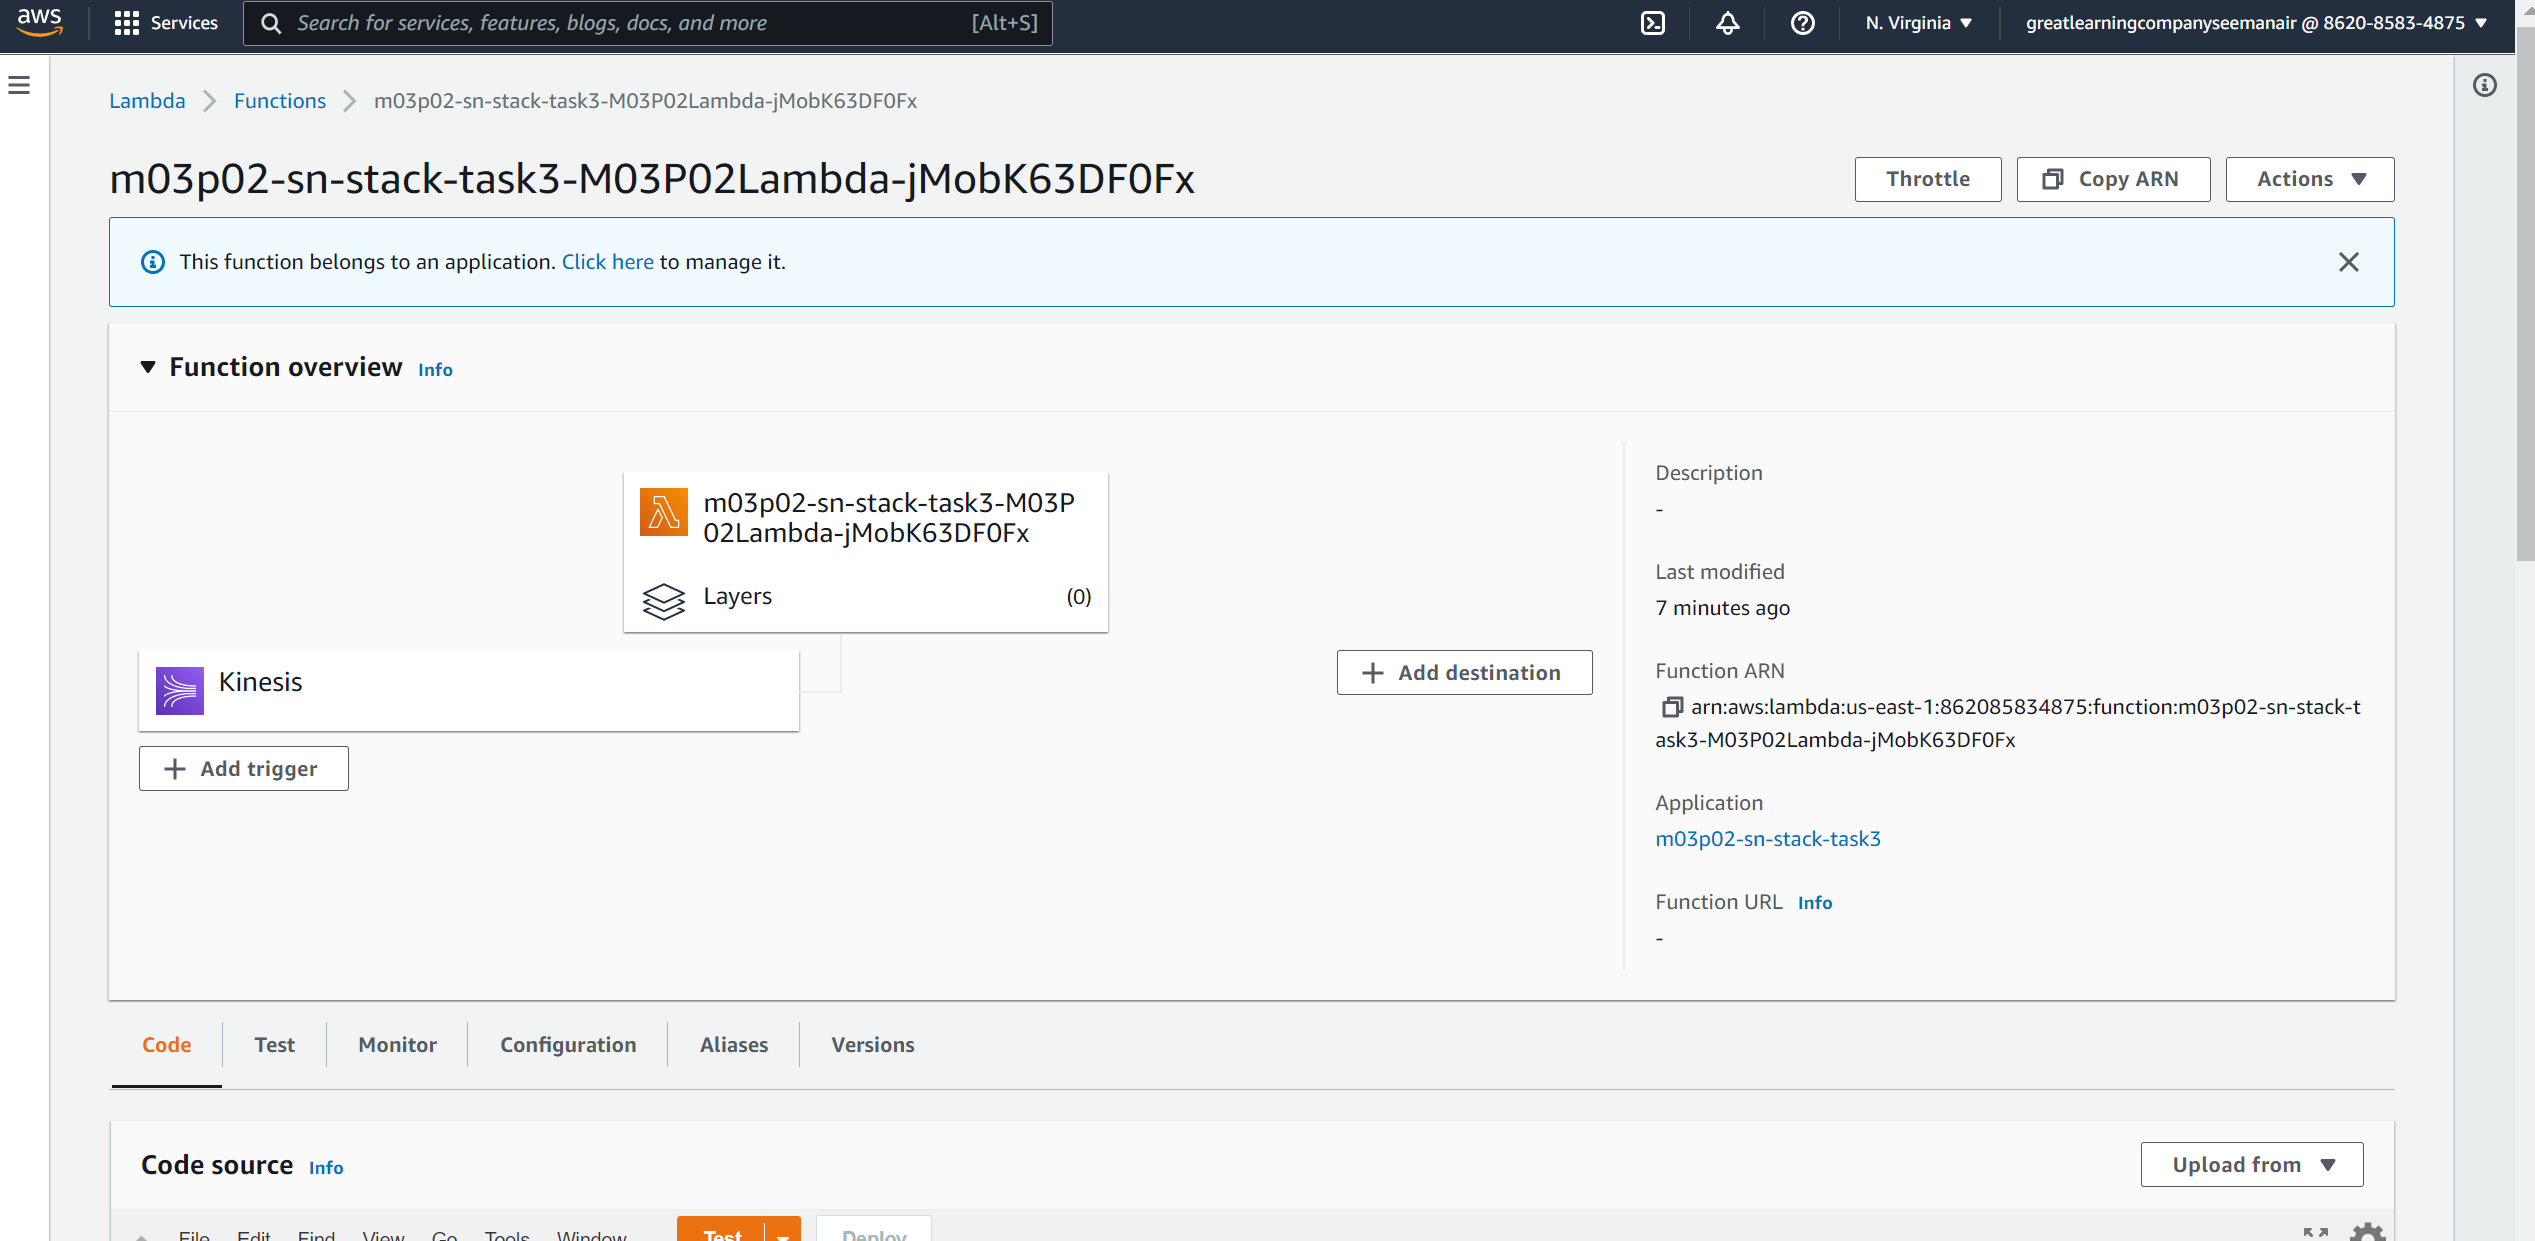 aws Services Search for services, features, blogs, docs, and more [Alt+S] N. Virginia greatlearningcompanyseemanair @ 8620-8583-4875
Lambda Functions m03p02-sn-stack-task3-M03P02Lambda-jMobK63DF0Fx
m03p02-sn-stack-task3-M03P02Lambda-jMobK63DF0Fx Throttle Copy ARN Actions
This function belongs to an application. Click here to manage it.
Function overview Info
m03p02-sn-stack-task3-M03P
02Lambda-jMobK63DF0Fx
Layers (0)
Kinesis
Add trigger
Add destination
Description
-
Last modified
7 minutes ago
Function ARN
arn:aws:lambda:us-east-1:862085834875:function:m03p02-sn-stack-t
ask3-M03P02Lambda-jMobK63DF0Fx
Application
m03p02-sn-stack-task3
Function URL Info
-
Code Test Monitor Configuration Aliases Versions
Code source Info Upload from
File Edit Find View Go Tools Window Test Deploy